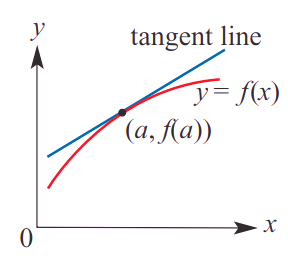 y
tangent line
y = f(x)
(a, f(a))
x
0